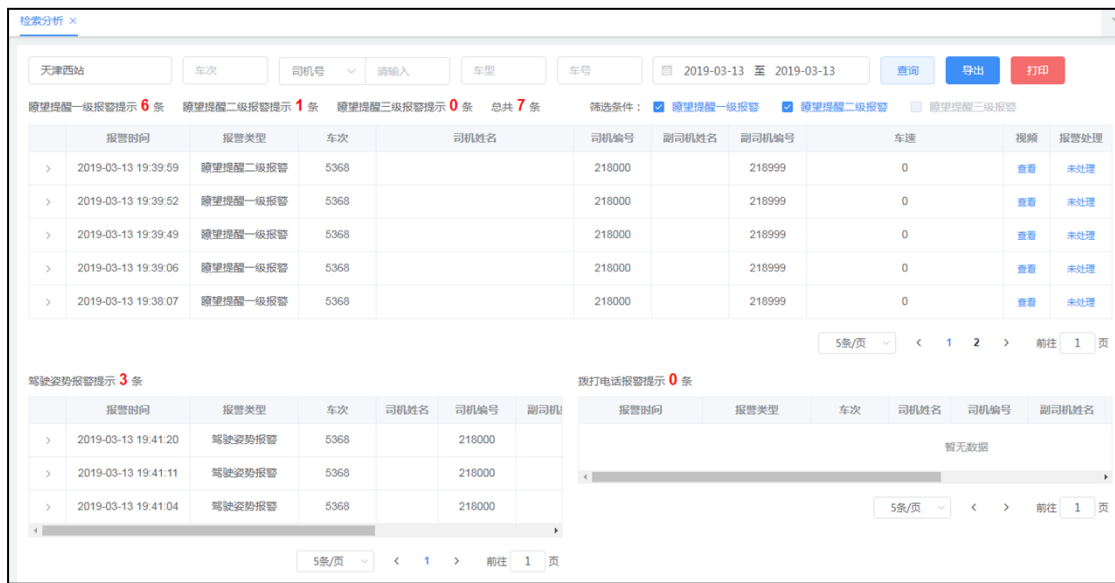 检索分析 ×
天津西站 车次 司机号 请输入 车型 车号 2019-03-13 至 2019-03-13 查询 导出 打印
瞭望提醒一级报警提示 6 条 瞭望提醒二级报警提示 1 条 瞭望提醒三级报警提示 0 条 总共 7 条 筛选条件： 瞭望提醒一级报警 瞭望提醒二级报警 瞭望提醒三级报警
报警时间 报警类型 车次 司机姓名 司机编号 副司机姓名 副司机编号 车速 视频 报警处理
> 2019-03-13 19:39:59 瞭望提醒二级报警 5368 218000 218999 0 查看 未处理
> 2019-03-13 19:39:52 瞭望提醒一级报警 5368 218000 218999 0 查看 未处理
> 2019-03-13 19:39:49 瞭望提醒一级报警 5368 218000 218999 0 查看 未处理
> 2019-03-13 19:39:06 瞭望提醒一级报警 5368 218000 218999 0 查看 未处理
> 2019-03-13 19:38:07 瞭望提醒一级报警 5368 218000 218999 0 查看 未处理
5条/页 < 1 2 > 前往 1 页
驾驶姿势报警提示 3 条
报警时间 报警类型 车次 司机姓名 司机编号 副司机
> 2019-03-13 19:41:20 驾驶姿势报警 5368 218000
> 2019-03-13 19:41:11 驾驶姿势报警 5368 218000
> 2019-03-13 19:41:04 驾驶姿势报警 5368 218000
5条/页 < 1 > 前往 1 页
拨打电话报警提示 0 条
报警时间 报警类型 车次 司机姓名 司机编号 副司机姓名
暂无数据
5条/页 < > 前往 1 页